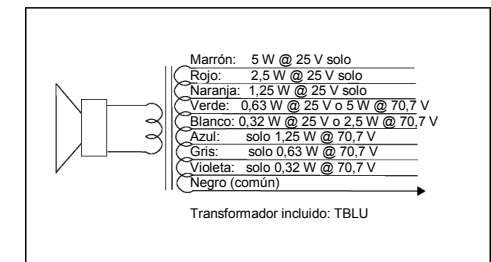 Marrón: 5 W @ 25 V solo
Rojo: 2,5 W @ 25 V solo
Naranja: 1,25 W @ 25 V solo
Verde: 0,63 W @ 25 V o 5 W @ 70,7 V
Blanco: 0,32 W @ 25 V o 2,5 W @ 70,7 V
Azul: solo 1,25 W @ 70,7 V
Gris: solo 0,63 W @ 70,7 V
Violeta: solo 0,32 W @ 70,7 V
Negro (común)
Transformador incluido: TBLU